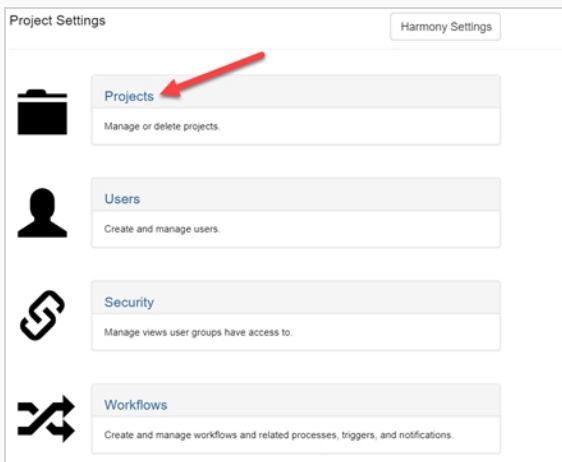 Project Settings
Harmony Settings
Projects
Manage or delete projects.
Users
Create and manage users.
Security
Manage views user groups have access to.
Workflows
Create and manage workflows and related processes, triggers, and notifications.